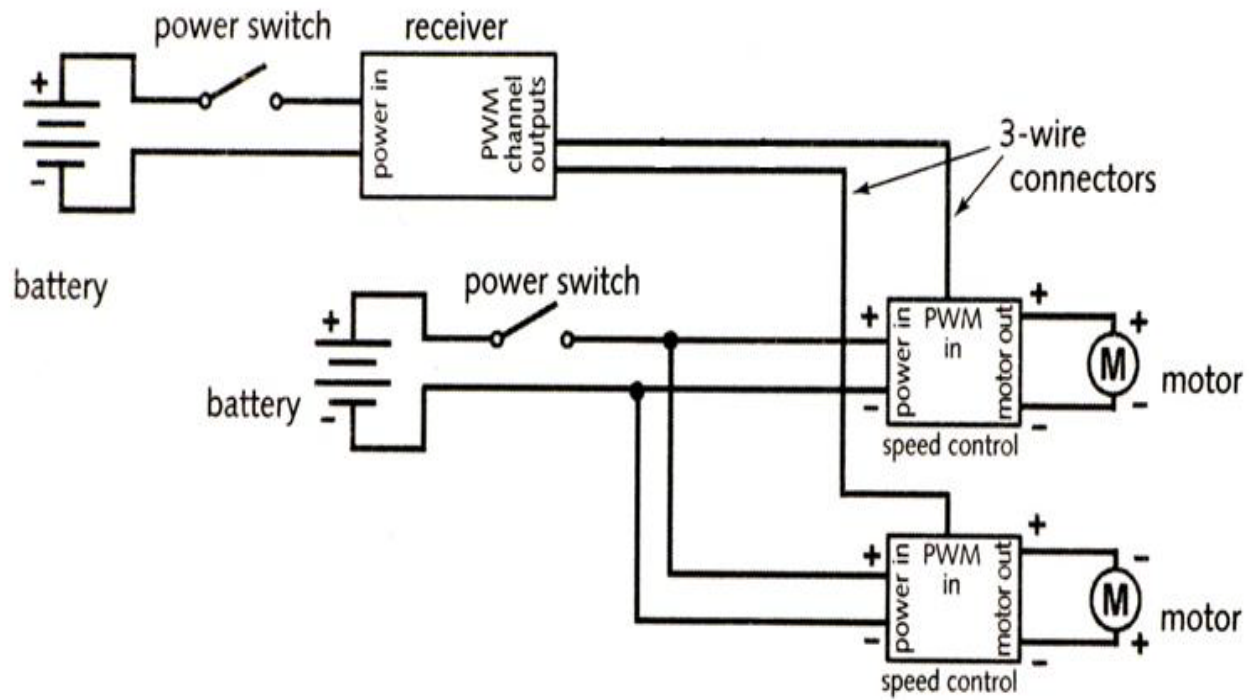 power switch
receiver
+
-
power in
PWM
channel
outputs
3-wire
connectors
battery
power switch
+
-
battery
+
-
power in
PWM
in
motor out
+
-
+
M
-
motor
speed control
+
-
power in
PWM
in
motor out
+
-
-
M
+
motor
speed control